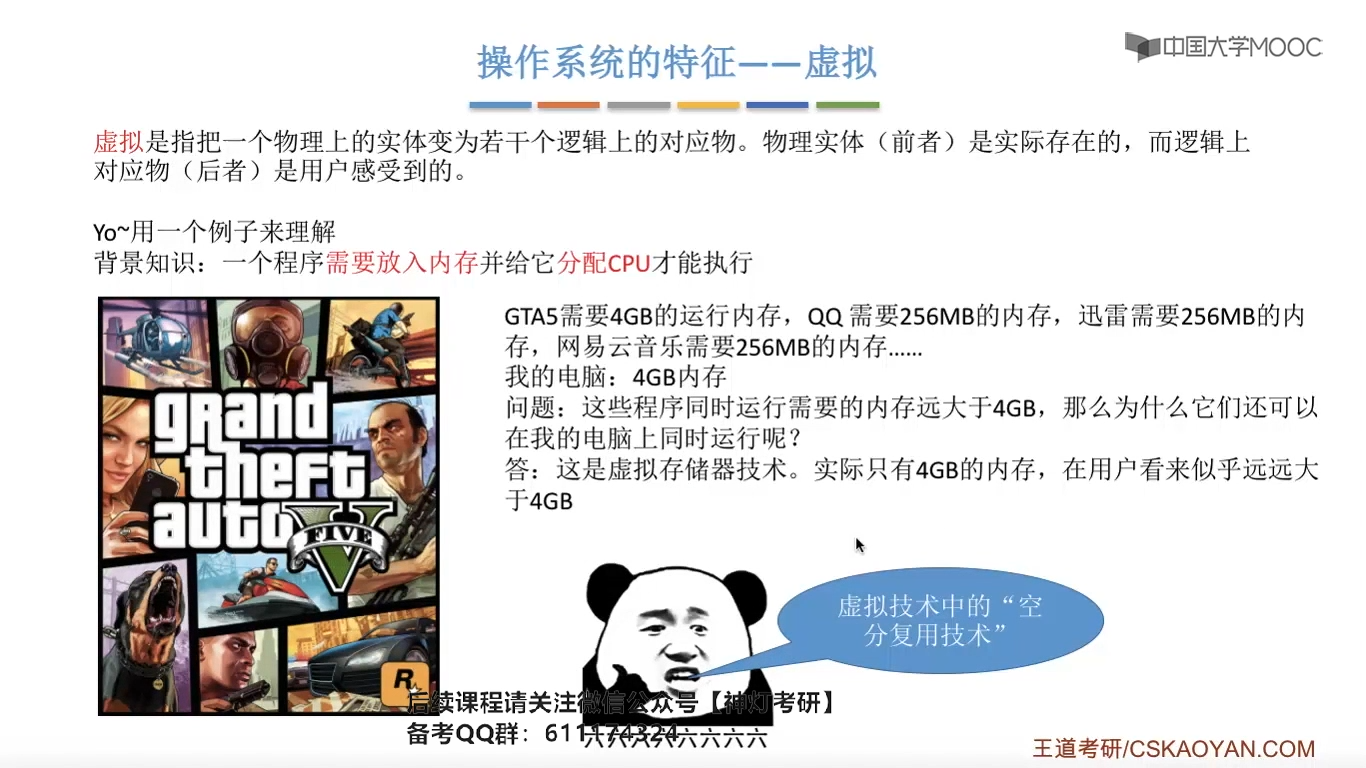 操作系统的特征——虚拟
中国大学MOOC
虚拟是指把一个物理上的实体变为若干个逻辑上的对应物。物理实体（前者）是实际存在的，而逻辑上
对应物（后者）是用户感受到的。
Yo~用一个例子来理解
背景知识：一个程序需要放入内存并给它分配CPU才能执行
grand
theft
auto
FIVE
R
GTA5需要4GB的运行内存，QQ 需要256MB的内存，迅雷需要256MB的内
存，网易云音乐需要256MB的内存......
我的电脑：4GB内存
问题：这些程序同时运行需要的内存远大于4GB，那么为什么它们还可以
在我的电脑上同时运行呢？
答：这是虚拟存储器技术。实际只有4GB的内存，在用户看来似乎远远大
于4GB
虚拟技术中的“空
分复用技术”
后续课程请关注微信公众号【神灯考研】
备考QQ群：611174324
六六六六六六六六
王道考研/CSKAOYAN.COM